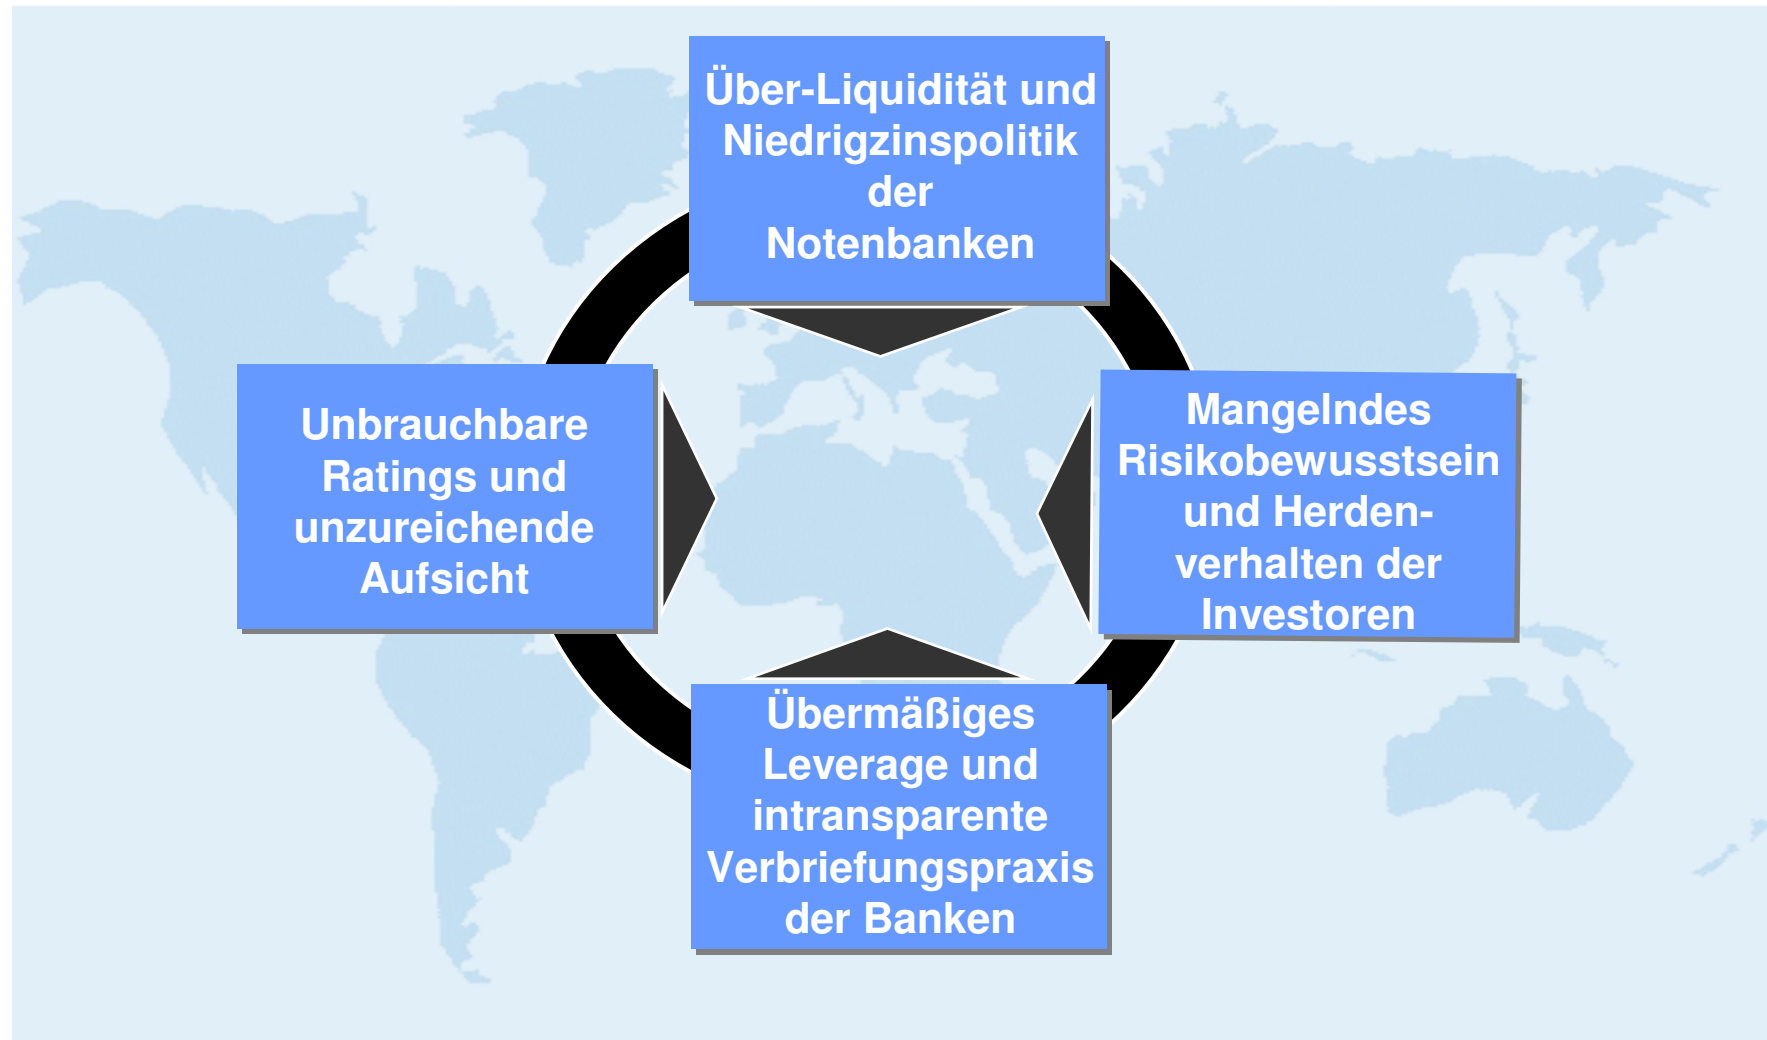 Über-Liquidität und
Niedrigzinspolitik
der
Notenbanken
Unbrauchbare
Ratings und
unzureichende
Aufsicht
Mangelndes
Risikobewusstsein
und Herden-
verhalten der
Investoren
Übermäßiges
Leverage und
intransparente
Verbriefungspraxis
der Banken